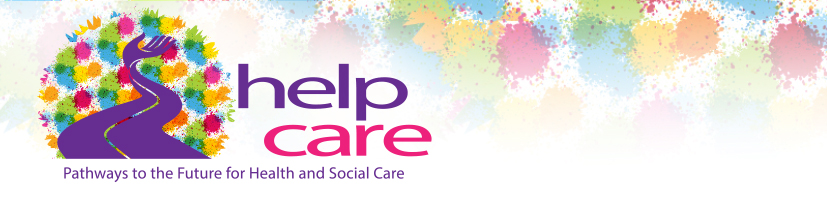 help
care
Pathways to the Future for Health and Social Care